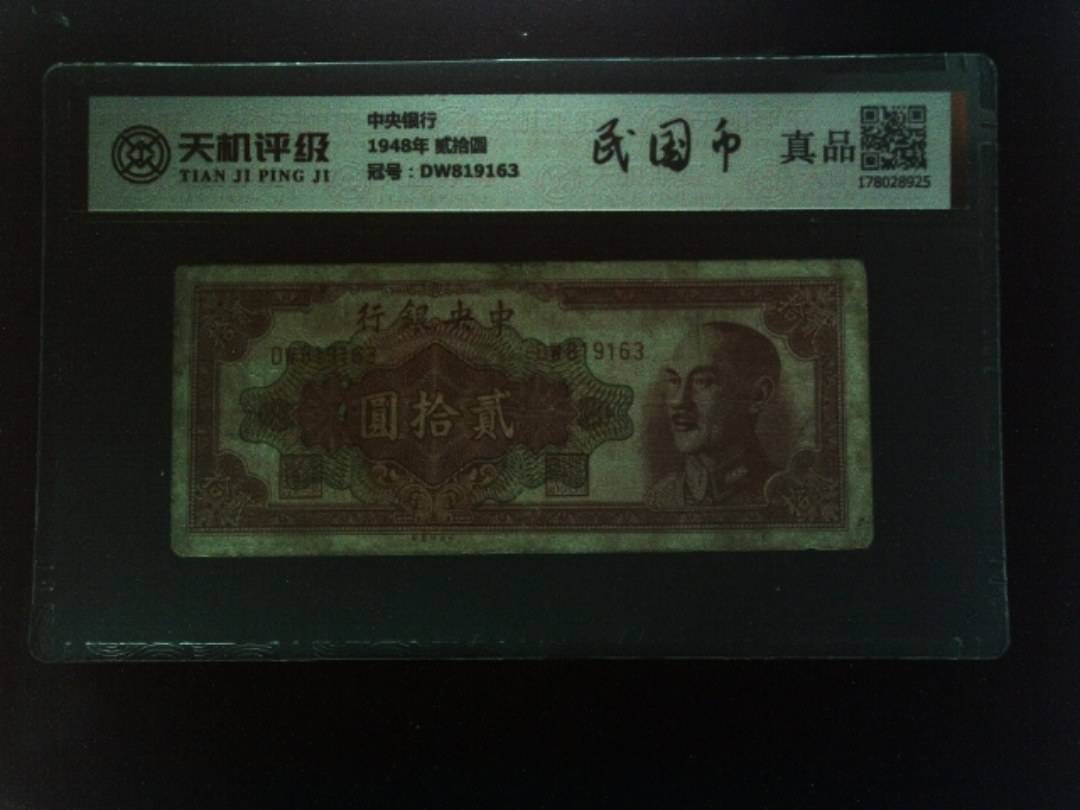 天机评级
TIAN JI PING JI
中央银行
1948年 贰拾圆
冠号：DW819163
民国币
真品
178028925
行銀央中
DW819163
DW819163
圓拾貳